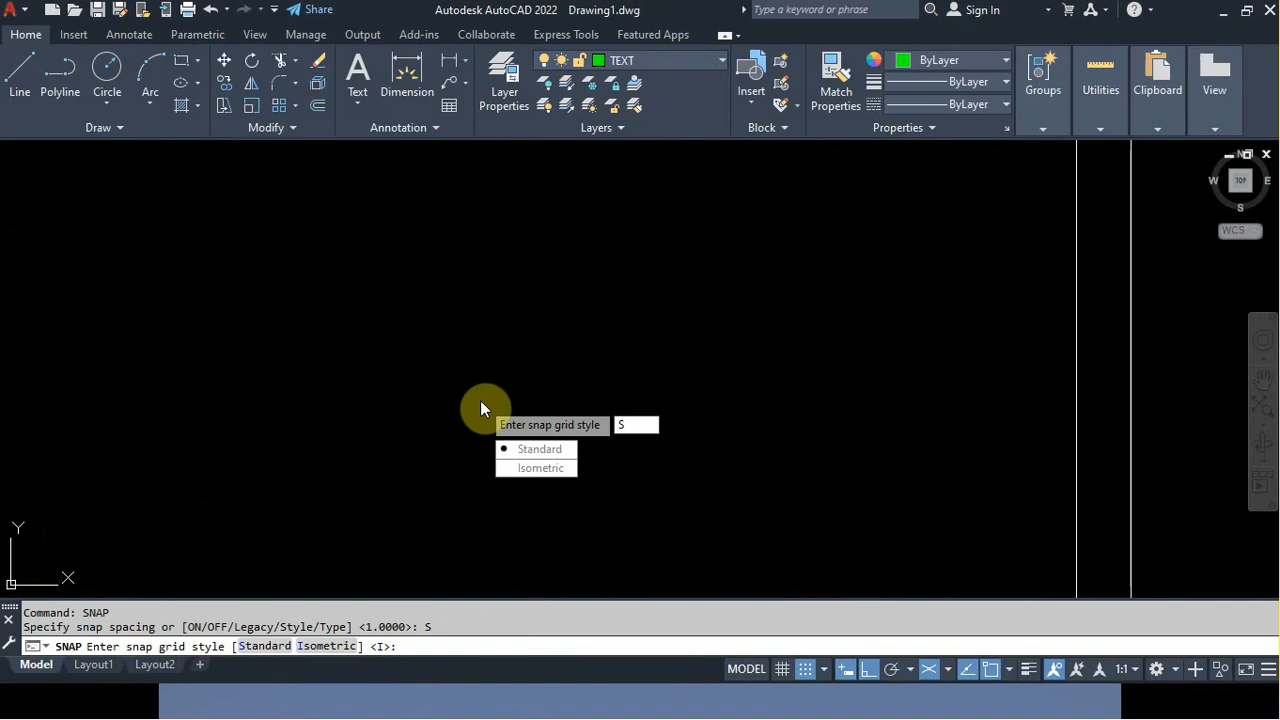 Share
Autodesk AutoCAD 2022 Drawing1.dwg
Type a keyword or phrase
Sign In
Home Insert Annotate Parametric View Manage Output Add-ins Collaborate Express Tools Featured Apps
Line Polyline Circle Arc
Draw
Modify
Text Dimension
Annotation
Layer Properties
TEXT
Layers
Insert
Block
Match Properties
ByLayer
ByLayer
ByLayer
Properties
Groups
Utilities
Clipboard
View
N
W TOP E
S
WCS
Enter snap grid style S
Standard
Isometric
Y
X
Command: SNAP
Specify snap spacing or [ON/OFF/Legacy/Style/Type] <1.0000>: S
SNAP Enter snap grid style [Standard Isometric] <I>:
Model Layout1 Layout2 +
MODEL
1:1